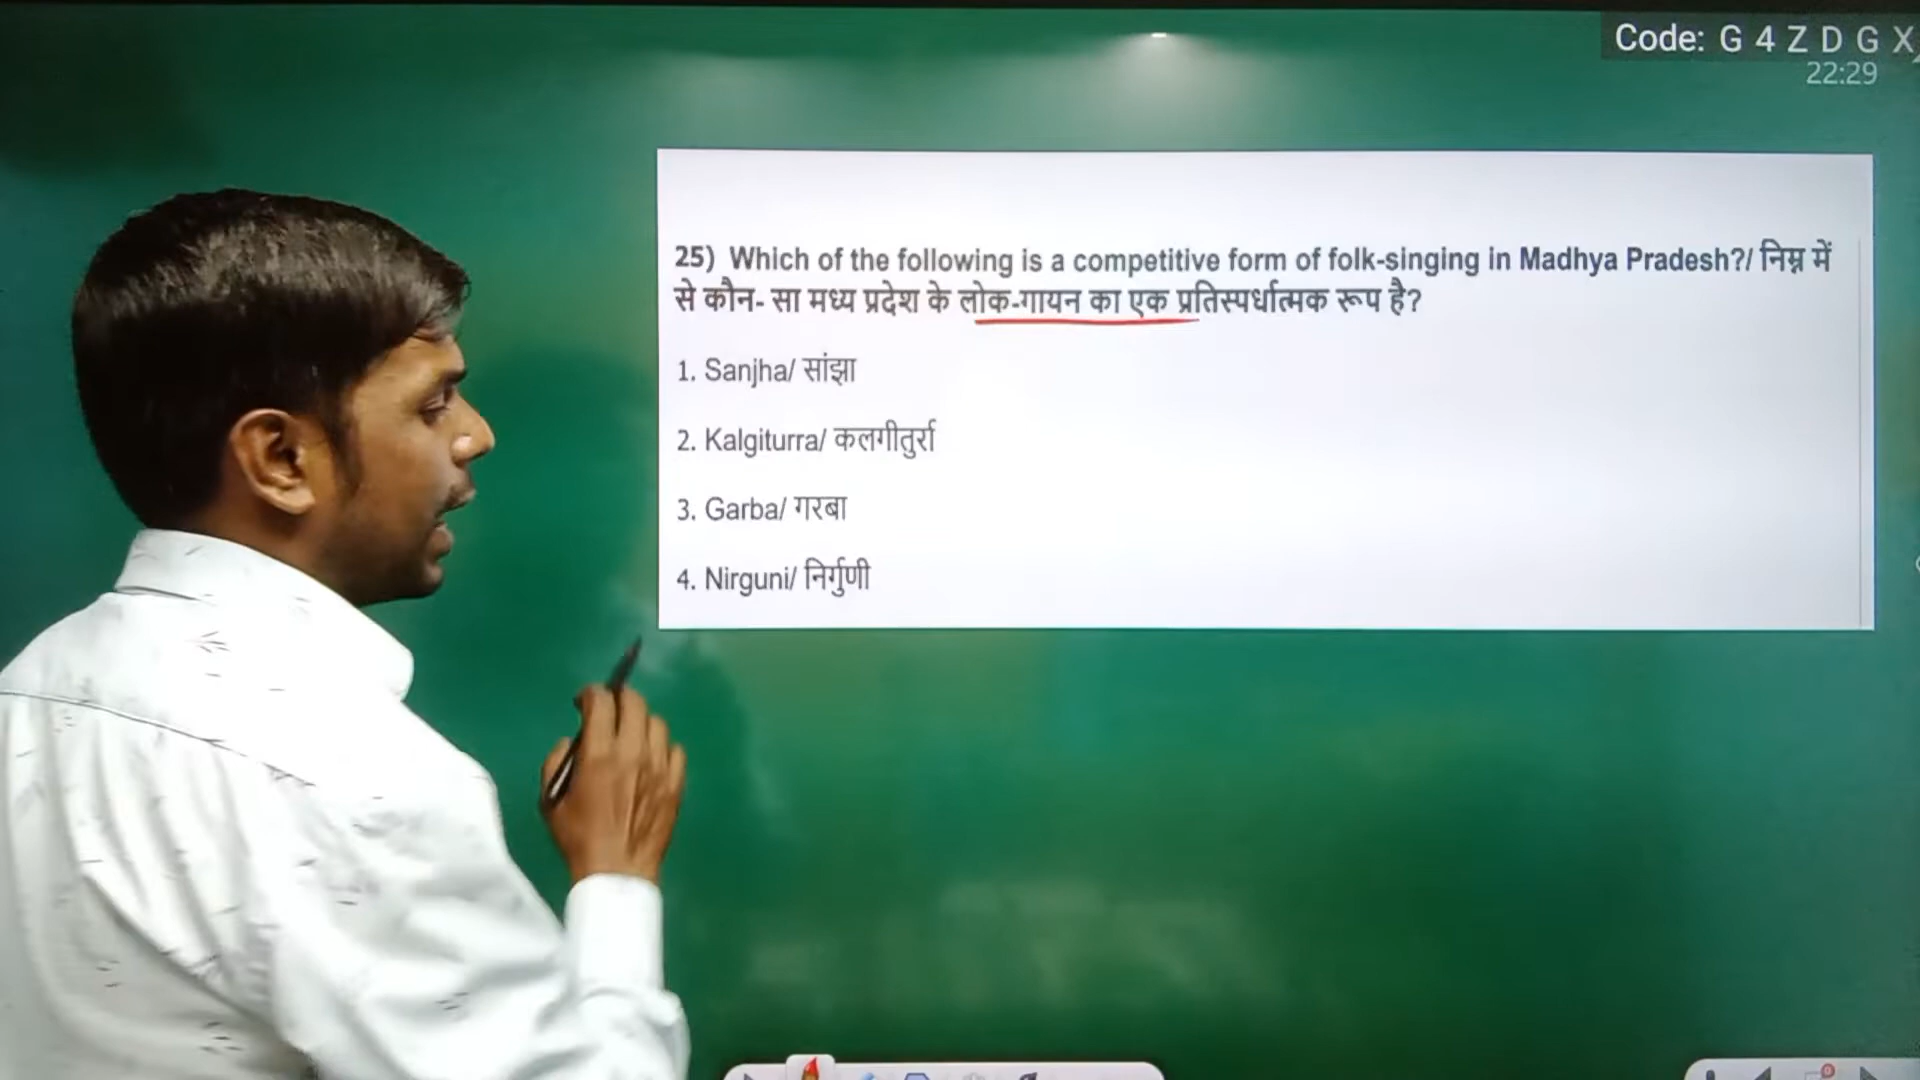 Code: G 4 Z D G X
22:29
25) Which of the following is a competitive form of folk-singing in Madhya Pradesh?/ निम्न में
से कौन- सा मध्य प्रदेश के लोक-गायन का एक प्रतिस्पर्धात्मक रूप है?
1. Sanjha/ सांझा
2. Kalgiturra/ कलगीतुर्रा
3. Garba/ गरबा
4. Nirguni/ निर्गुणी